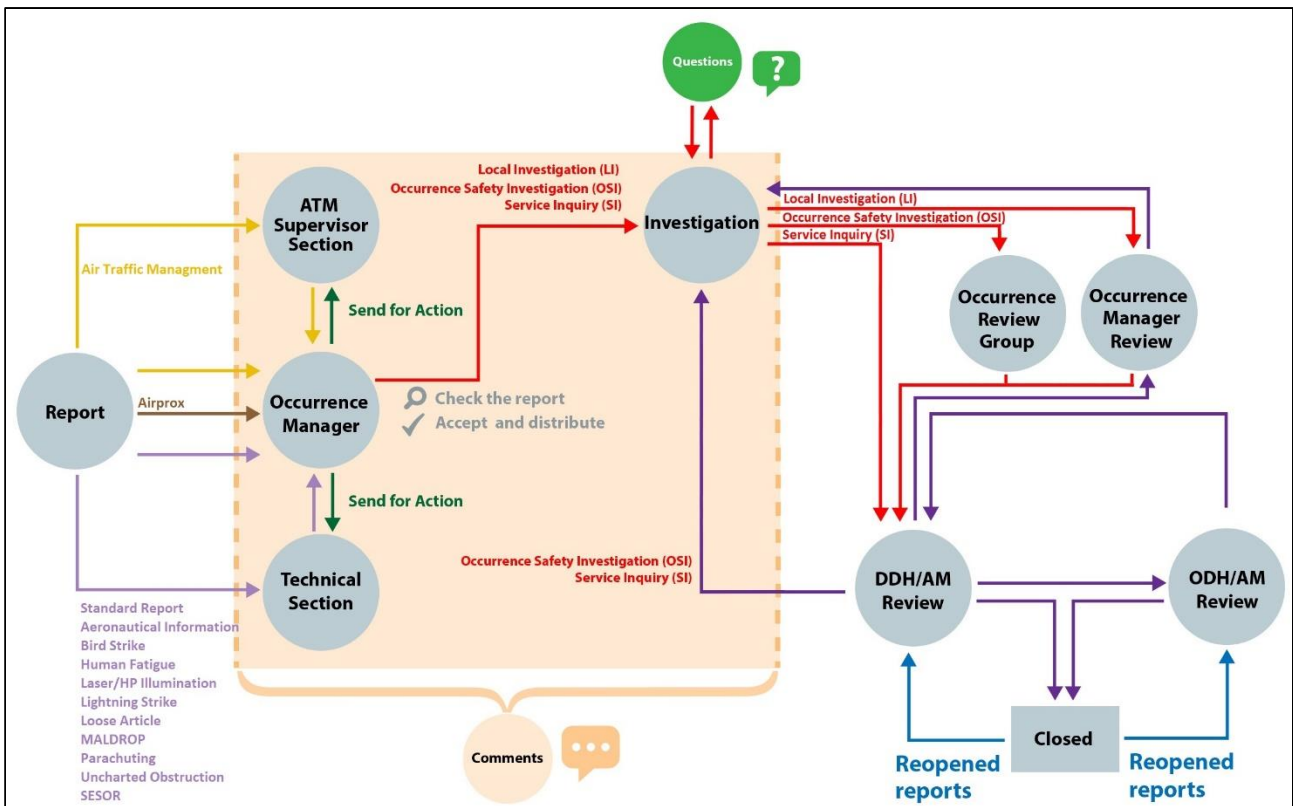 Questions
?
Local Investigation (LI)
Occurrence Safety Investigation (OSI)
Service Inquiry (SI)
ATM
Supervisor
Section
Investigation
Local Investigation (LI)
Occurrence Safety Investigation (OSI)
Service Inquiry (SI)
Air Traffic Managment
Send for Action
Occurrence
Review
Group
Occurrence
Manager
Review
Report
Airprox
Occurrence
Manager
Check the report
Accept and distribute
Send for Action
Technical
Section
Occurrence Safety Investigation (OSI)
Service Inquiry (SI)
DDH/AM
Review
ODH/AM
Review
Standard Report
Aeronautical Information
Bird Strike
Human Fatigue
Laser/HP Illumination
Lightning Strike
Loose Article
MALDROP
Parachuting
Uncharted Obstruction
SESOR
Comments
Closed
Reopened
reports
Reopened
reports